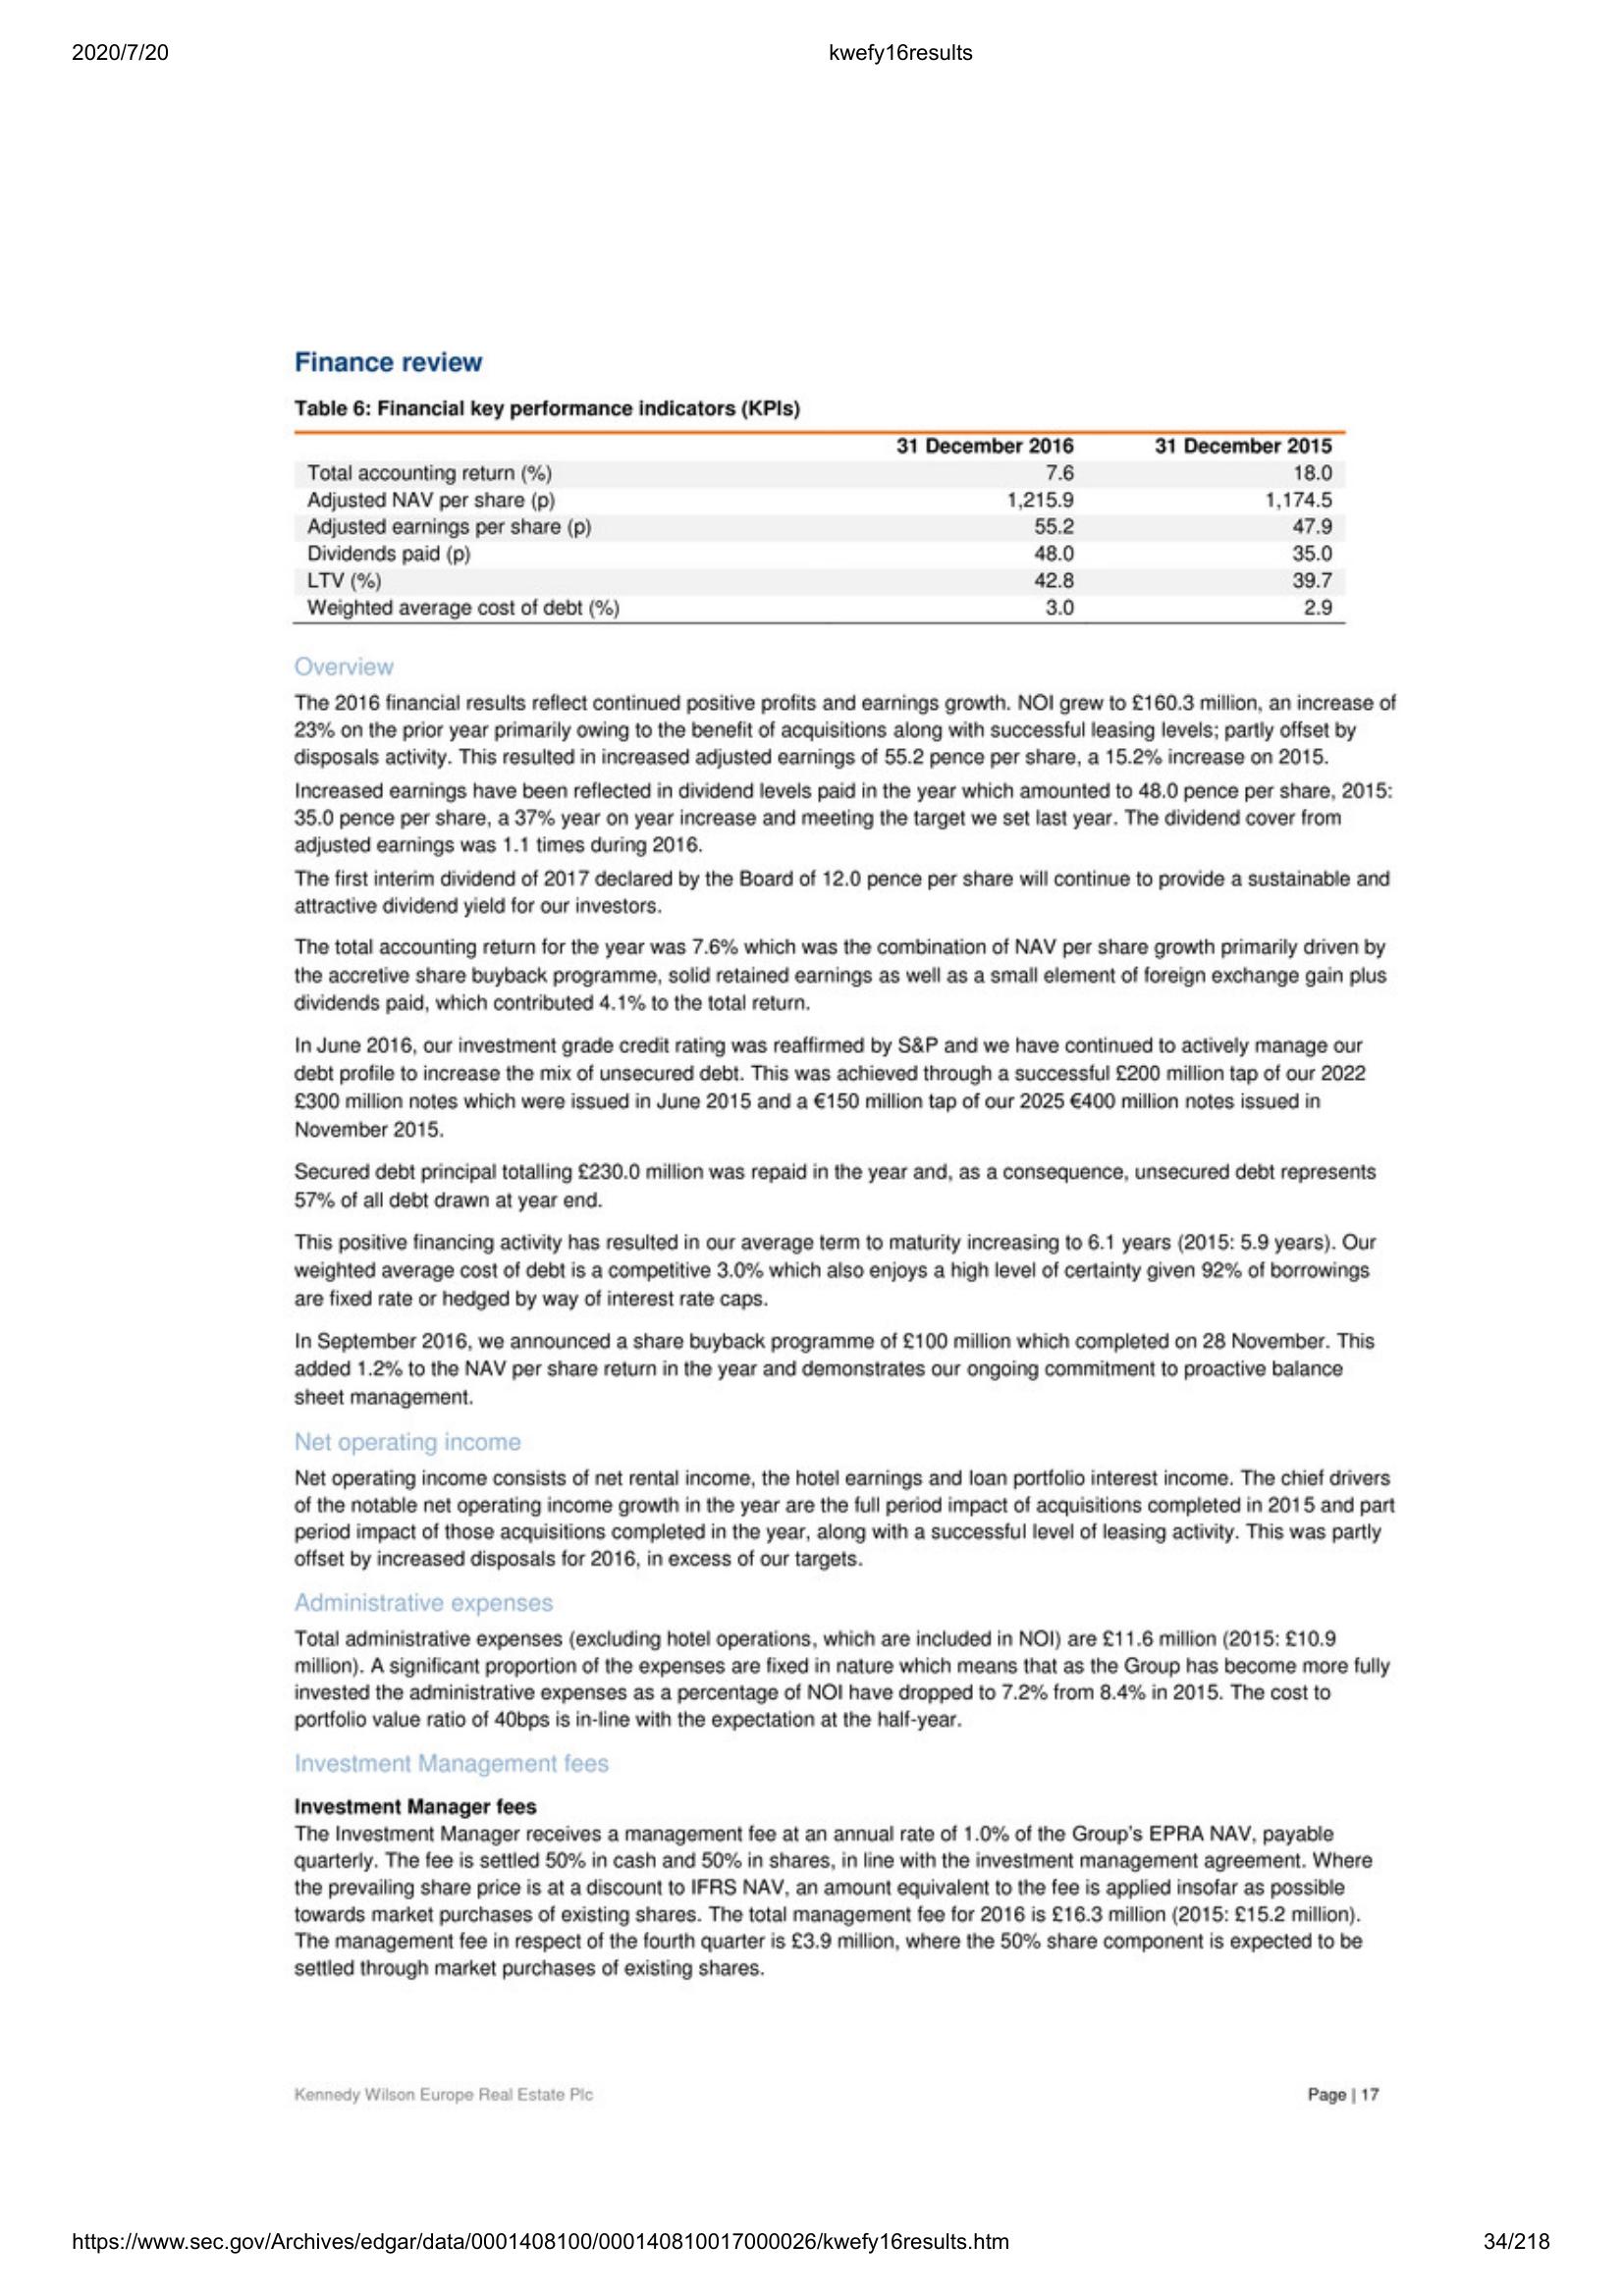 2020/7/20 kwefy16results
Finance review
Table 6: Financial key performance indicators (KPIs)
31 December 2016 31 December 2015
Total accounting return (%) 7.6 18.0
Adjusted NAV per share (p) 1,215.9 1,174.5
Adjusted earnings per share (p) 55.2 47.9
Dividends paid (p) 48.0 35.0
LTV (%) 42.8 39.7
Weighted average cost of debt (%) 3.0 2.9
Overview
The 2016 financial results reflect continued positive profits and earnings growth. NOI grew to £160.3 million, an increase of
23% on the prior year primarily owing to the benefit of acquisitions along with successful leasing levels; partly offset by
disposals activity. This resulted in increased adjusted earnings of 55.2 pence per share, a 15.2% increase on 2015.
Increased earnings have been reflected in dividend levels paid in the year which amounted to 48.0 pence per share, 2015:
35.0 pence per share, a 37% year on year increase and meeting the target we set last year. The dividend cover from
adjusted earnings was 1.1 times during 2016.
The first interim dividend of 2017 declared by the Board of 12.0 pence per share will continue to provide a sustainable and
attractive dividend yield for our investors.
The total accounting return for the year was 7.6% which was the combination of NAV per share growth primarily driven by
the accretive share buyback programme, solid retained earnings as well as a small element of foreign exchange gain plus
dividends paid, which contributed 4.1% to the total return.
In June 2016, our investment grade credit rating was reaffirmed by S&P and we have continued to actively manage our
debt profile to increase the mix of unsecured debt. This was achieved through a successful £200 million tap of our 2022
£300 million notes which were issued in June 2015 and a €150 million tap of our 2025 €400 million notes issued in
November 2015.
Secured debt principal totalling £230.0 million was repaid in the year and, as a consequence, unsecured debt represents
57% of all debt drawn at year end.
This positive financing activity has resulted in our average term to maturity increasing to 6.1 years (2015: 5.9 years). Our
weighted average cost of debt is a competitive 3.0% which also enjoys a high level of certainty given 92% of borrowings
are fixed rate or hedged by way of interest rate caps.
In September 2016, we announced a share buyback programme of £100 million which completed on 28 November. This
added 1.2% to the NAV per share return in the year and demonstrates our ongoing commitment to proactive balance
sheet management.
Net operating income
Net operating income consists of net rental income, the hotel earnings and loan portfolio interest income. The chief drivers
of the notable net operating income growth in the year are the full period impact of acquisitions completed in 2015 and part
period impact of those acquisitions completed in the year, along with a successful level of leasing activity. This was partly
offset by increased disposals for 2016, in excess of our targets.
Administrative expenses
Total administrative expenses (excluding hotel operations, which are included in NOI) are £11.6 million (2015: £10.9
million). A significant proportion of the expenses are fixed in nature which means that as the Group has become more fully
invested the administrative expenses as a percentage of NOI have dropped to 7.2% from 8.4% in 2015. The cost to
portfolio value ratio of 40bps is in-line with the expectation at the half-year.
Investment Management fees
Investment Manager fees
The Investment Manager receives a management fee at an annual rate of 1.0% of the Group's EPRA NAV, payable
quarterly. The fee is settled 50% in cash and 50% in shares, in line with the investment management agreement. Where
the prevailing share price is at a discount to IFRS NAV, an amount equivalent to the fee is applied insofar as possible
towards market purchases of existing shares. The total management fee for 2016 is £16.3 million (2015: £15.2 million).
The management fee in respect of the fourth quarter is £3.9 million, where the 50% share component is expected to be
settled through market purchases of existing shares.
Kennedy Wilson Europe Real Estate Plc Page | 17
https://www.sec.gov/Archives/edgar/data/0001408100/000140810017000026/kwefy16results.htm 34/218